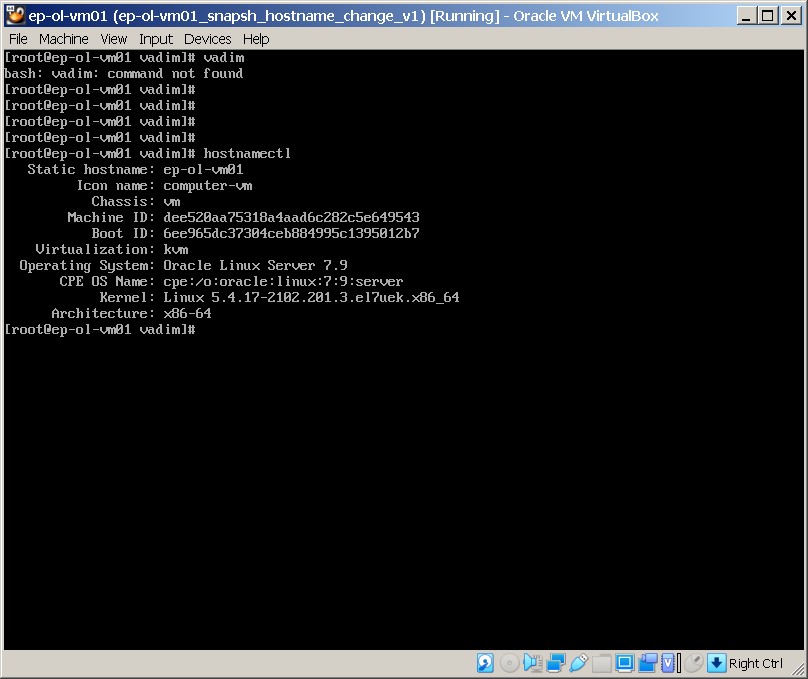 ep-ol-vm01 (ep-ol-vm01_snapsh_hostname_change_v1) [Running] - Oracle VM VirtualBox
File Machine View Input Devices Help
[root@ep-ol-vm01 vadim]# vadim
bash: vadim: command not found
[root@ep-ol-vm01 vadim]#
[root@ep-ol-vm01 vadim]#
[root@ep-ol-vm01 vadim]#
[root@ep-ol-vm01 vadim]#
[root@ep-ol-vm01 vadim]# hostnamectl
Static hostname: ep-ol-vm01
Icon name: computer-vm
Chassis: vm
Machine ID: dee520aa75318a4aad6c282c5e649543
Boot ID: 6ee965dc37304ceb884995c1395012b7
Virtualization: kvm
Operating System: Oracle Linux Server 7.9
CPE OS Name: cpe:/o:oracle:linux:7:9:server
Kernel: Linux 5.4.17-2102.201.3.el7uek.x86_64
Architecture: x86-64
[root@ep-ol-vm01 vadim]#
Right Ctrl